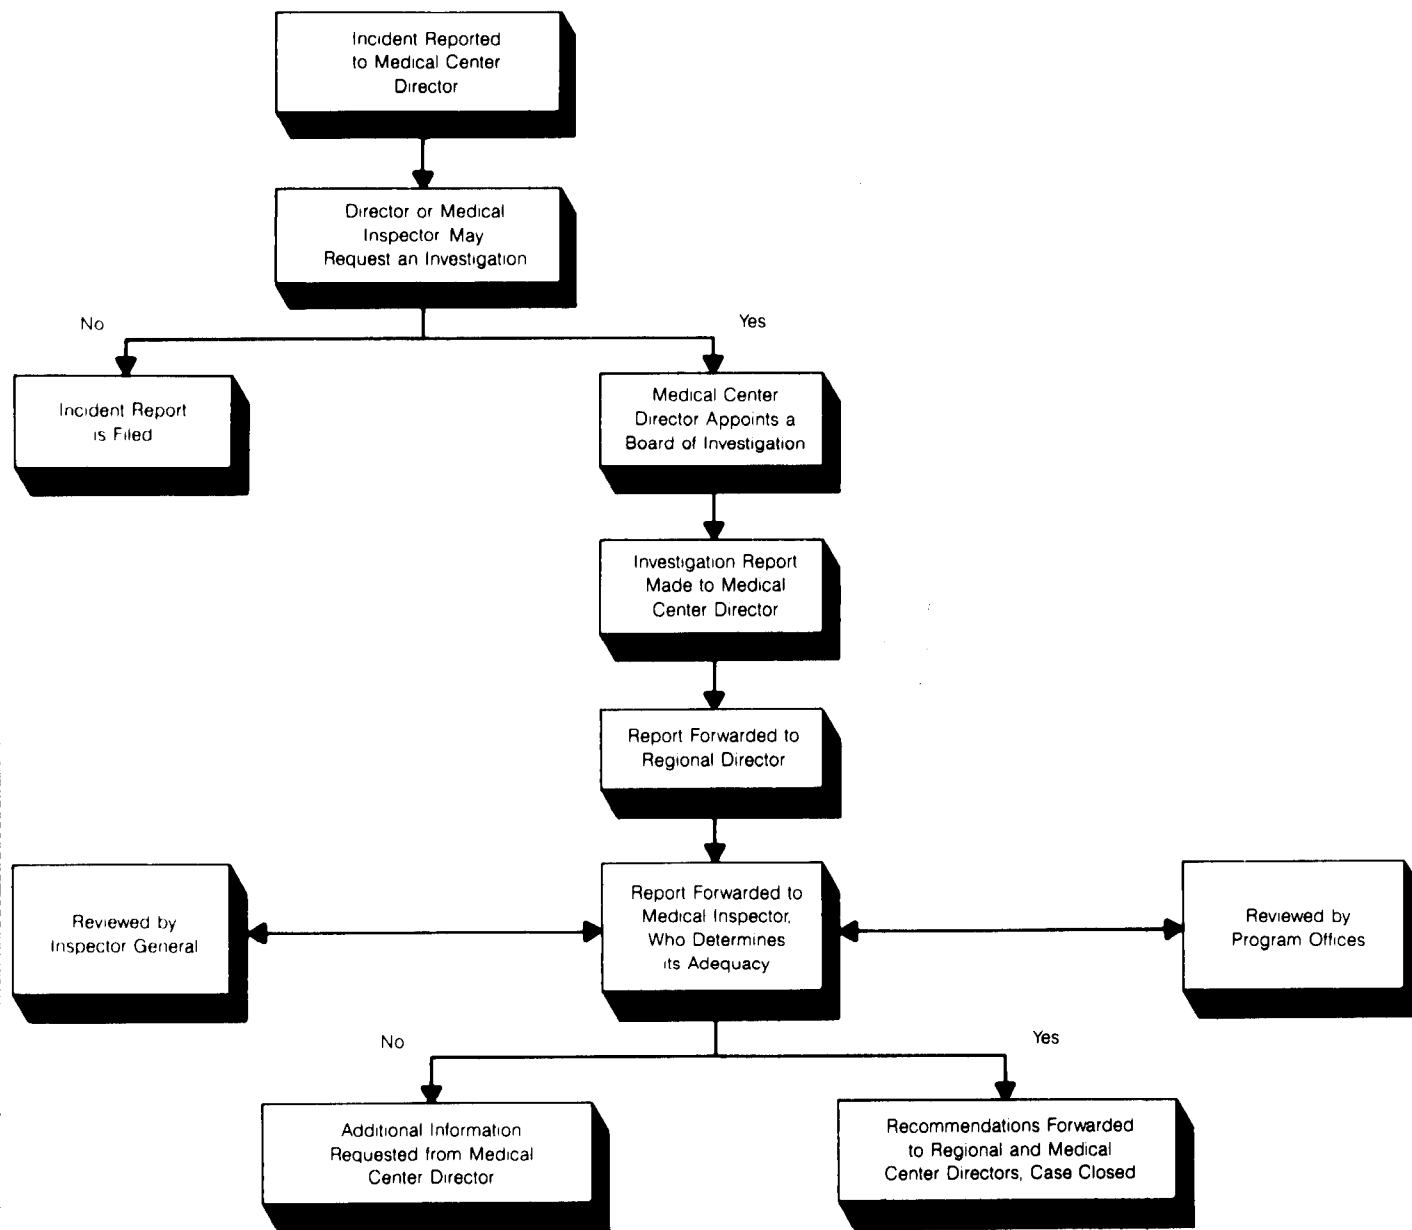 Incident Reported
to Medical Center
Director
Director or Medical
Inspector May
Request an Investigation
No
Yes
Incident Report
is Filed
Medical Center
Director Appoints a
Board of Investigation
Investigation Report
Made to Medical
Center Director
Report Forwarded to
Regional Director
Reviewed by
Inspector General
Report Forwarded to
Medical Inspector,
Who Determines
its Adequacy
Reviewed by
Program Offices
No
Yes
Additional Information
Requested from Medical
Center Director
Recommendations Forwarded
to Regional and Medical
Center Directors, Case Closed